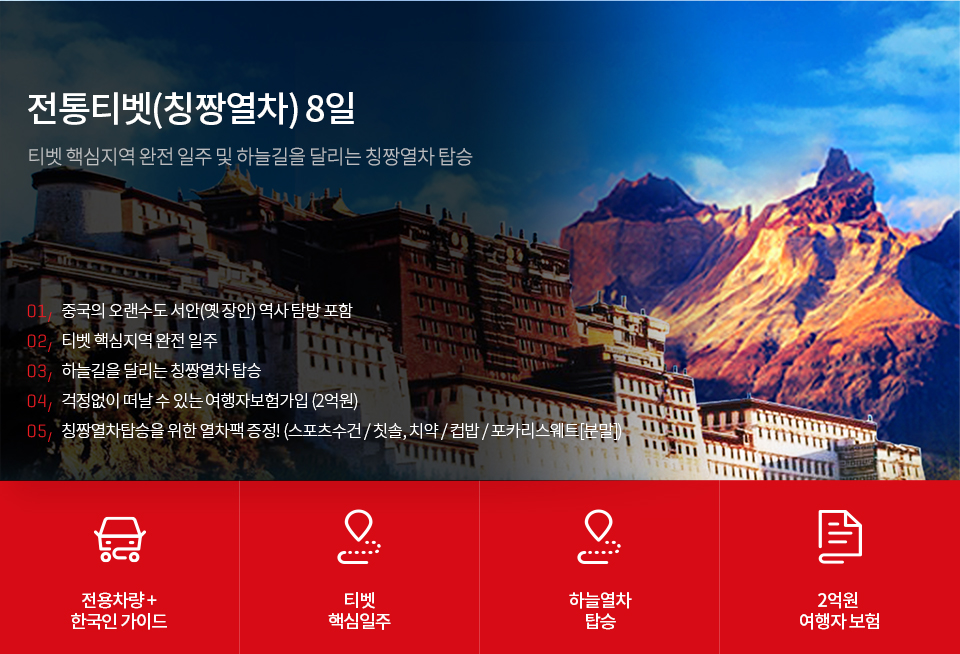 전통티벳(칭짱열차) 8일
티벳 핵심지역 완전 일주 및 하늘길을 달리는 칭짱열차 탑승
01, 중국의 오랜수도 서안(옛 장안) 역사 탐방 포함
02, 티벳 핵심지역 완전 일주
03, 하늘길을 달리는 칭짱열차 탑승
04, 걱정없이 떠날 수 있는 여행자보험가입 (2억원)
05, 칭짱열차탑승을 위한 열차팩 증정! (스포츠수건 / 칫솔, 치약 / 컵밥 / 포카리스웨트[분말])
전용차량 +
한국인 가이드
티벳
핵심일주
하늘열차
탑승
2억원
여행자 보험